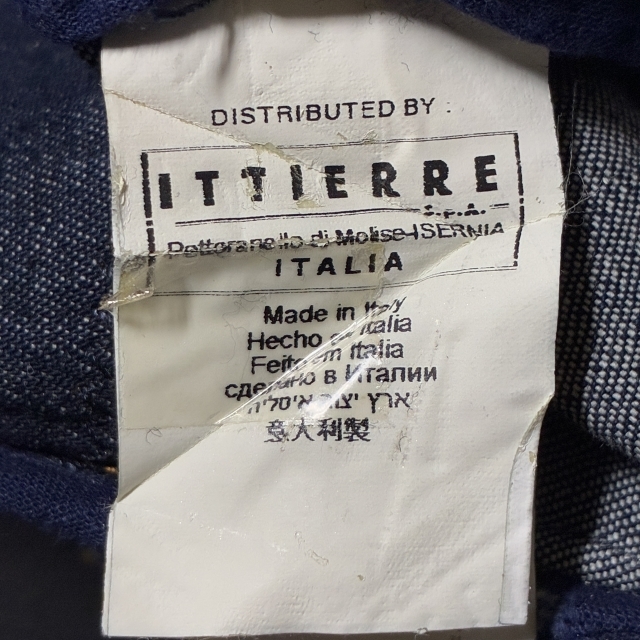 DISTRIBUTED BY :
ITTIERRE
S.P.A.
Pettoranello di Molise-ISERNIA
ITALIA
Made in Italy
Hecho en Italia
Feito em Italia
сделано в Италии
ארץ יצור איטליה
意大利製